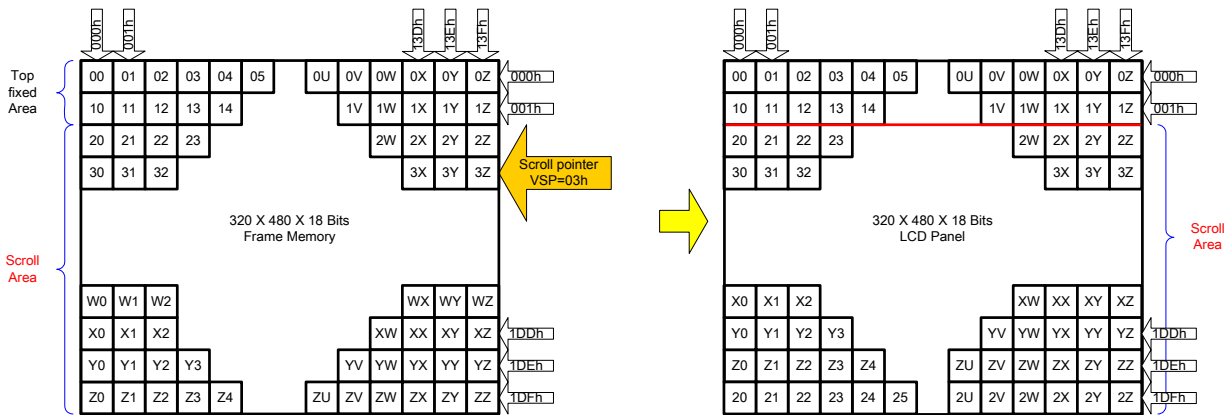 000h 001h 13Dh 13Eh 13Fh
Top fixed Area
00 01 02 03 04 05 0U 0V 0W 0X 0Y 0Z 000h
10 11 12 13 14 1V 1W 1X 1Y 1Z 001h
20 21 22 23 2W 2X 2Y 2Z
30 31 32 3X 3Y 3Z
Scroll pointer
VSP=03h
320 X 480 X 18 Bits
Frame Memory
Scroll
Area
W0 W1 W2 WX WY WZ
X0 X1 X2 XW XX XY XZ 1DDh
Y0 Y1 Y2 Y3 YV YW YX YY YZ 1DEh
Z0 Z1 Z2 Z3 Z4 ZU ZV ZW ZX ZY ZZ 1DFh
000h 001h 13Dh 13Eh 13Fh
00 01 02 03 04 05 0U 0V 0W 0X 0Y 0Z 000h
10 11 12 13 14 1V 1W 1X 1Y 1Z 001h
20 21 22 23 2W 2X 2Y 2Z
30 31 32 3X 3Y 3Z
320 X 480 X 18 Bits
LCD Panel
Scroll
Area
X0 X1 X2 XW XX XY XZ
Y0 Y1 Y2 Y3 YV YW YX YY YZ 1DDh
Z0 Z1 Z2 Z3 Z4 ZU ZV ZW ZX ZY ZZ 1DEh
20 21 22 23 24 25 2U 2V 2W 2X 2Y 2Z 1DFh